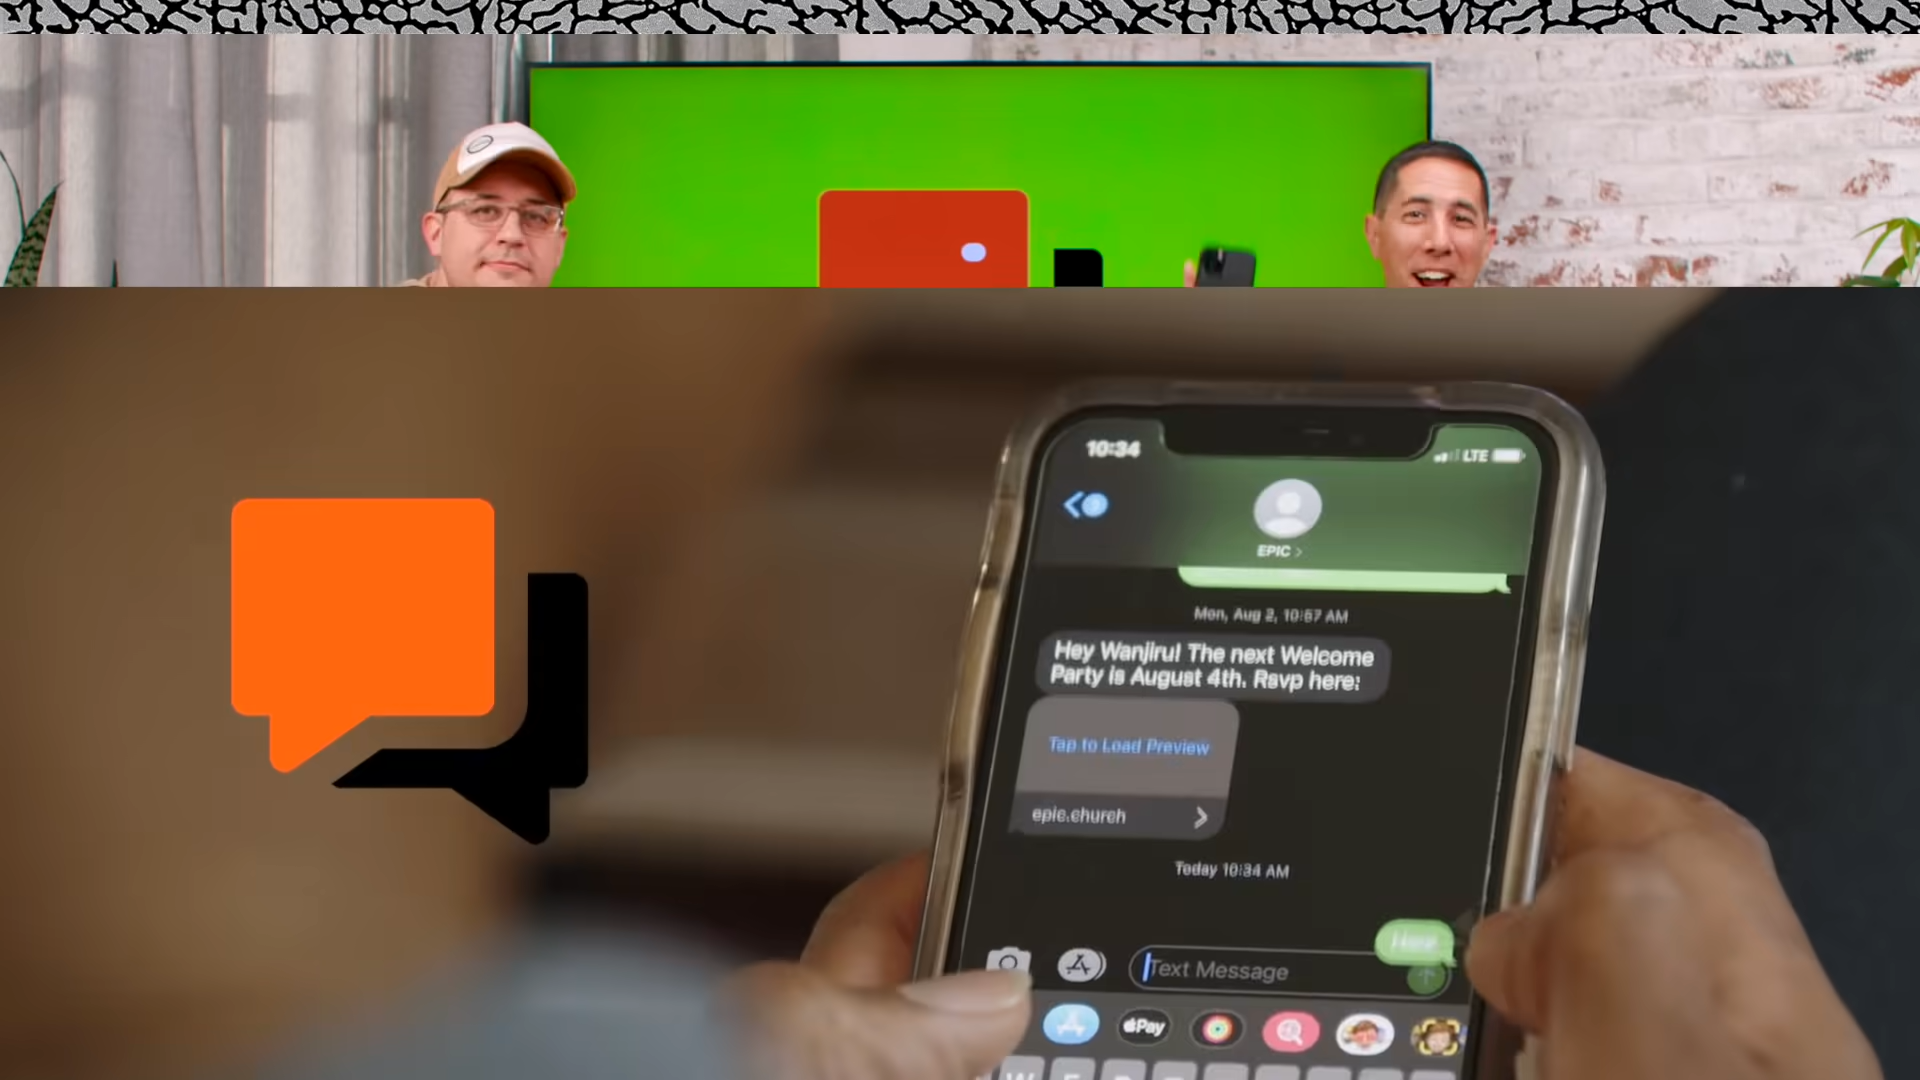 10:34
LTE
EPIC >
Mon, Aug 2, 10:57 AM
Hey Wanjiru! The next Welcome
Party is August 4th. Rsvp here:
Tap to Load Preview
epic.church
Today 10:34 AM
Text Message
Pay